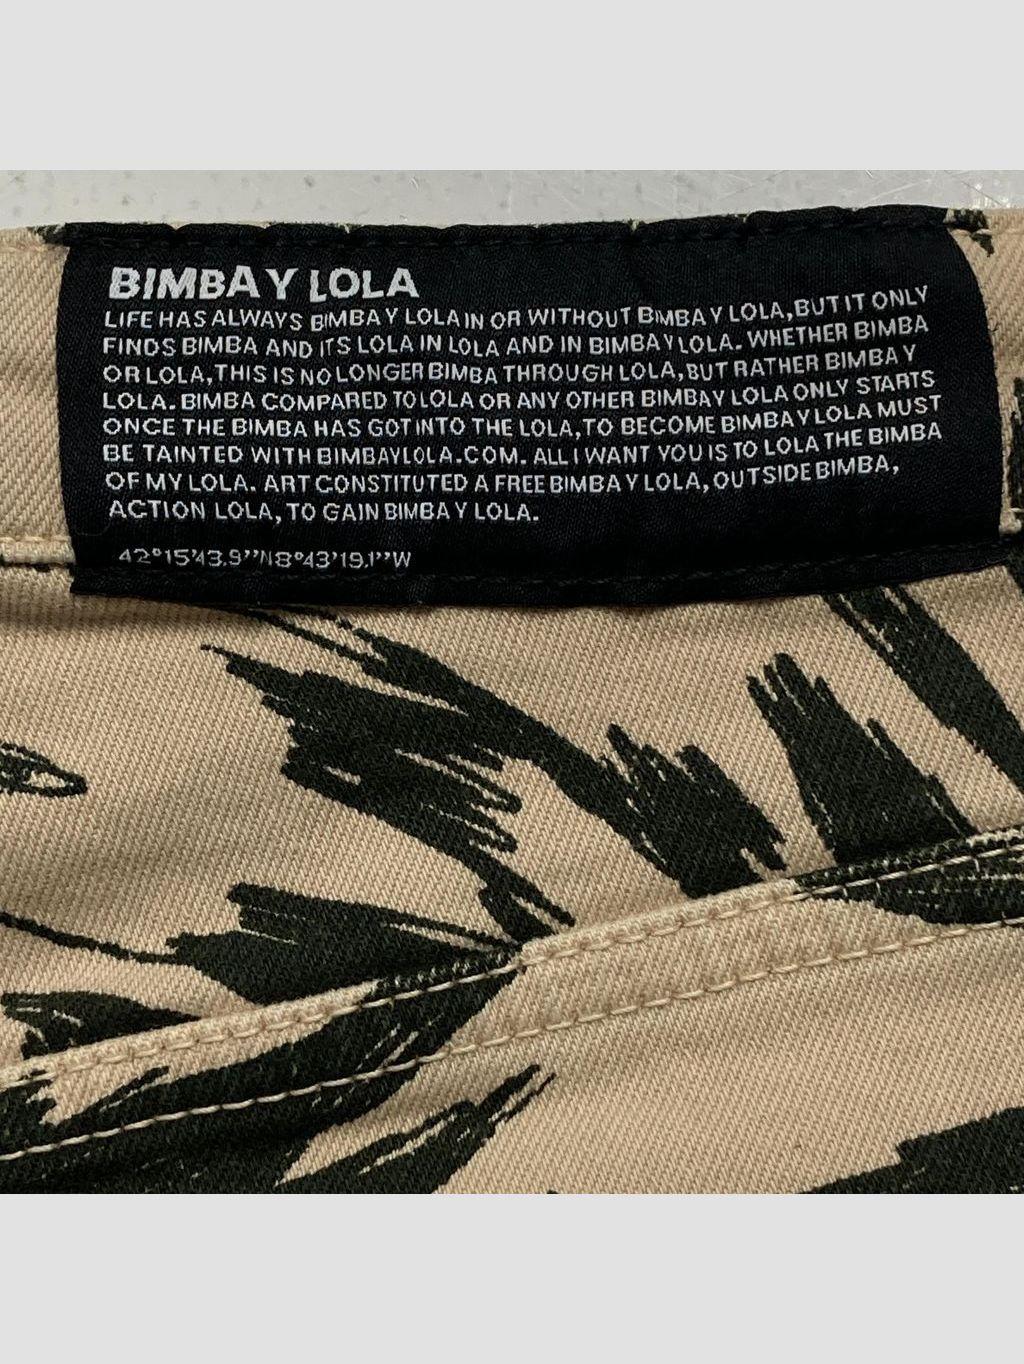 BIMBA Y LOLA
LIFE HAS ALWAYS BIMBA Y LOLA IN OR WITHOUT BIMBA Y LOLA, BUT IT ONLY
FINDS BIMBA AND ITS LOLA IN LOLA AND IN BIMBA Y LOLA. WHETHER BIMBA
OR LOLA, THIS IS NO LONGER BIMBA THROUGH LOLA, BUT RATHER BIMBA Y
LOLA. BIMBA COMPARED TO LOLA OR ANY OTHER BIMBAY LOLA ONLY STARTS
ONCE THE BIMBA HAS GOT INTO THE LOLA, TO BECOME BIMBA Y LOLA MUST
BE TAINTED WITH BIMBAYLOLA.COM. ALL I WANT YOU IS TO LOLA THE BIMBA
OF MY LOLA. ART CONSTITUTED A FREE BIMBA Y LOLA, OUTSIDE BIMBA,
ACTION LOLA, TO GAIN BIMBA Y LOLA.
42°15'43.9"N8°43'19.1"W